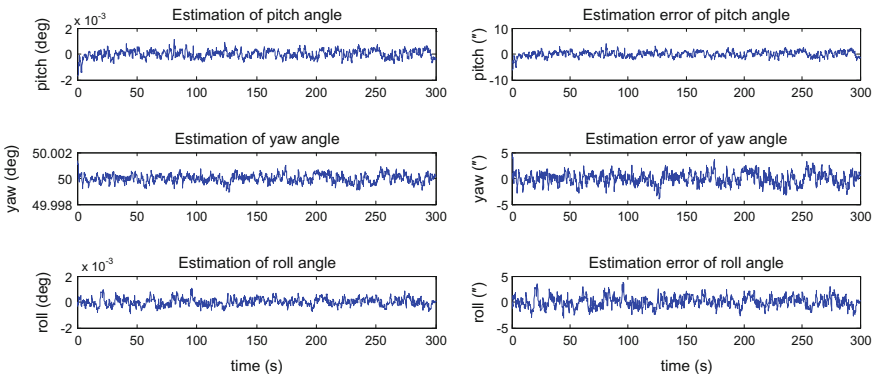 Estimation of pitch angle
x 10⁻³
2
0
-2
pitch (deg)
0 50 100 150 200 250 300
Estimation error of pitch angle
10
0
-10
pitch (″)
0 50 100 150 200 250 300
Estimation of yaw angle
50.002
50
49.998
yaw (deg)
0 50 100 150 200 250 300
Estimation error of yaw angle
5
0
-5
yaw (″)
0 50 100 150 200 250 300
Estimation of roll angle
x 10⁻³
2
0
-2
roll (deg)
0 50 100 150 200 250 300
time (s)
Estimation error of roll angle
5
0
-5
roll (″)
0 50 100 150 200 250 300
time (s)